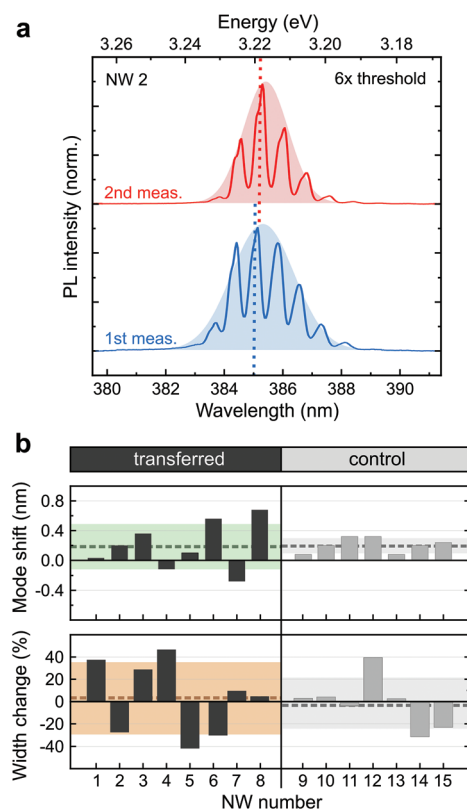 a
Energy (eV)
3.26 3.24 3.22 3.20 3.18
NW 2
6x threshold
PL intensity (norm.)
2nd meas.
1st meas.
380 382 384 386 388 390
Wavelength (nm)
b
transferred control
Mode shift (nm)
0.8
0.4
0.0
-0.4
Width change (%)
40
20
0
-20
-40
1 2 3 4 5 6 7 8 9 10 11 12 13 14 15
NW number